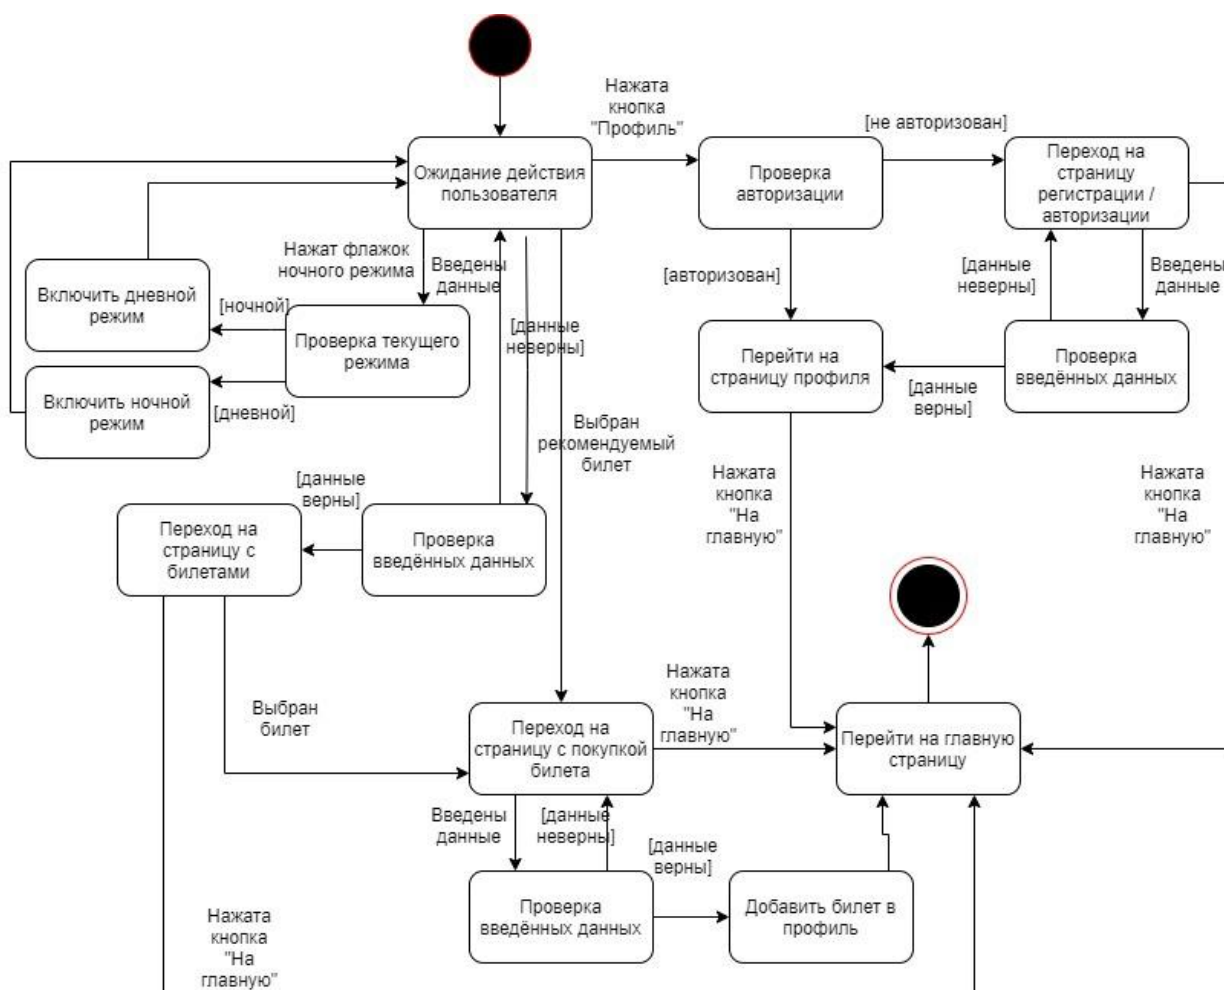 Нажата
кнопка
"Профиль"
[не авторизован]
Ожидание действия
пользователя
Проверка
авторизации
Переход на
страницу
регистрации /
авторизации
Нажат флажок
ночного режима
Введены
данные
[авторизован]
[данные
неверны]
Введены
данные
Включить дневной
режим
[ночной]
Проверка текущего
режима
[данные
неверны]
Перейти на
страницу профиля
Проверка
введённых данных
Включить ночной
режим
[дневной]
[данные
верны]
Выбран
рекомендуемый
билет
[данные
верны]
Нажата
кнопка
"На
главную"
Нажата
кнопка
"На
главную"
Переход на
страницу с
билетами
Проверка
введённых данных
Выбран
билет
Нажата
кнопка
"На
главную"
Переход на
страницу с покупкой
билета
Перейти на главную
страницу
Введены
данные
[данные
неверны]
[данные
верны]
Проверка
введённых данных
Добавить билет в
профиль
Нажата
кнопка
"На
главную"